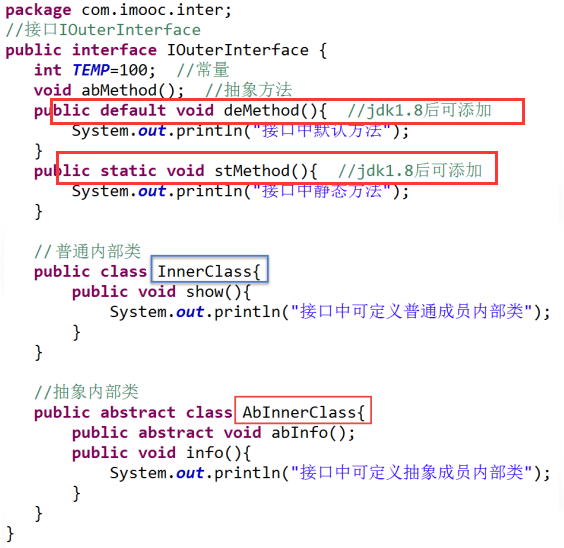 package com.imooc.inter;
//接口IOuterInterface
public interface IOuterInterface {
int TEMP=100;  //常量
void abMethod();  //抽象方法
public default void deMethod(){  //jdk1.8后可添加
System.out.println("接口中默认方法");
}
public static void stMethod(){  //jdk1.8后可添加
System.out.println("接口中静态方法");
}
//普通内部类
public class InnerClass{
public void show(){
System.out.println("接口中可定义普通成员内部类");
}
}
//抽象内部类
public abstract class AbInnerClass{
public abstract void abInfo();
public void info(){
System.out.println("接口中可定义抽象成员内部类");
}
}
}